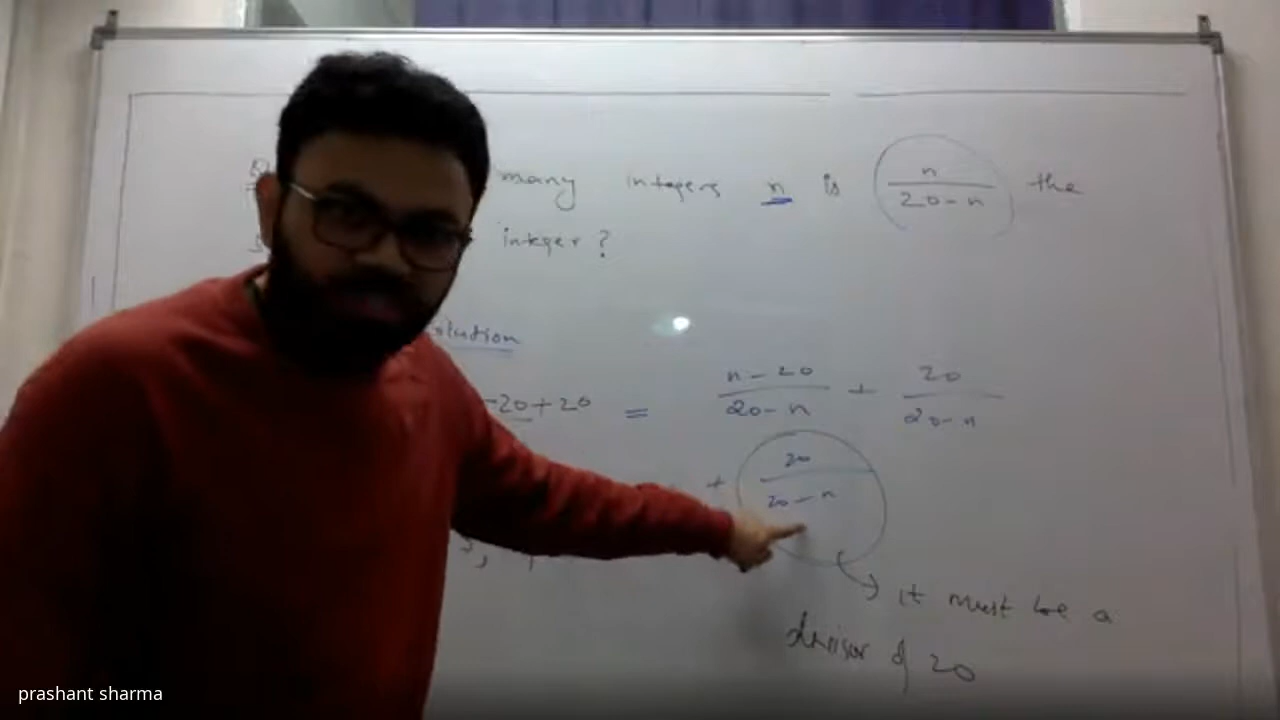 many integers n is n/(20-n) the
integer?
olution
-20+20 = (n-20)/(20-n) + 20/(20-n)
+ 20/(20-n)
It must be a
divisor of 20
prashant sharma